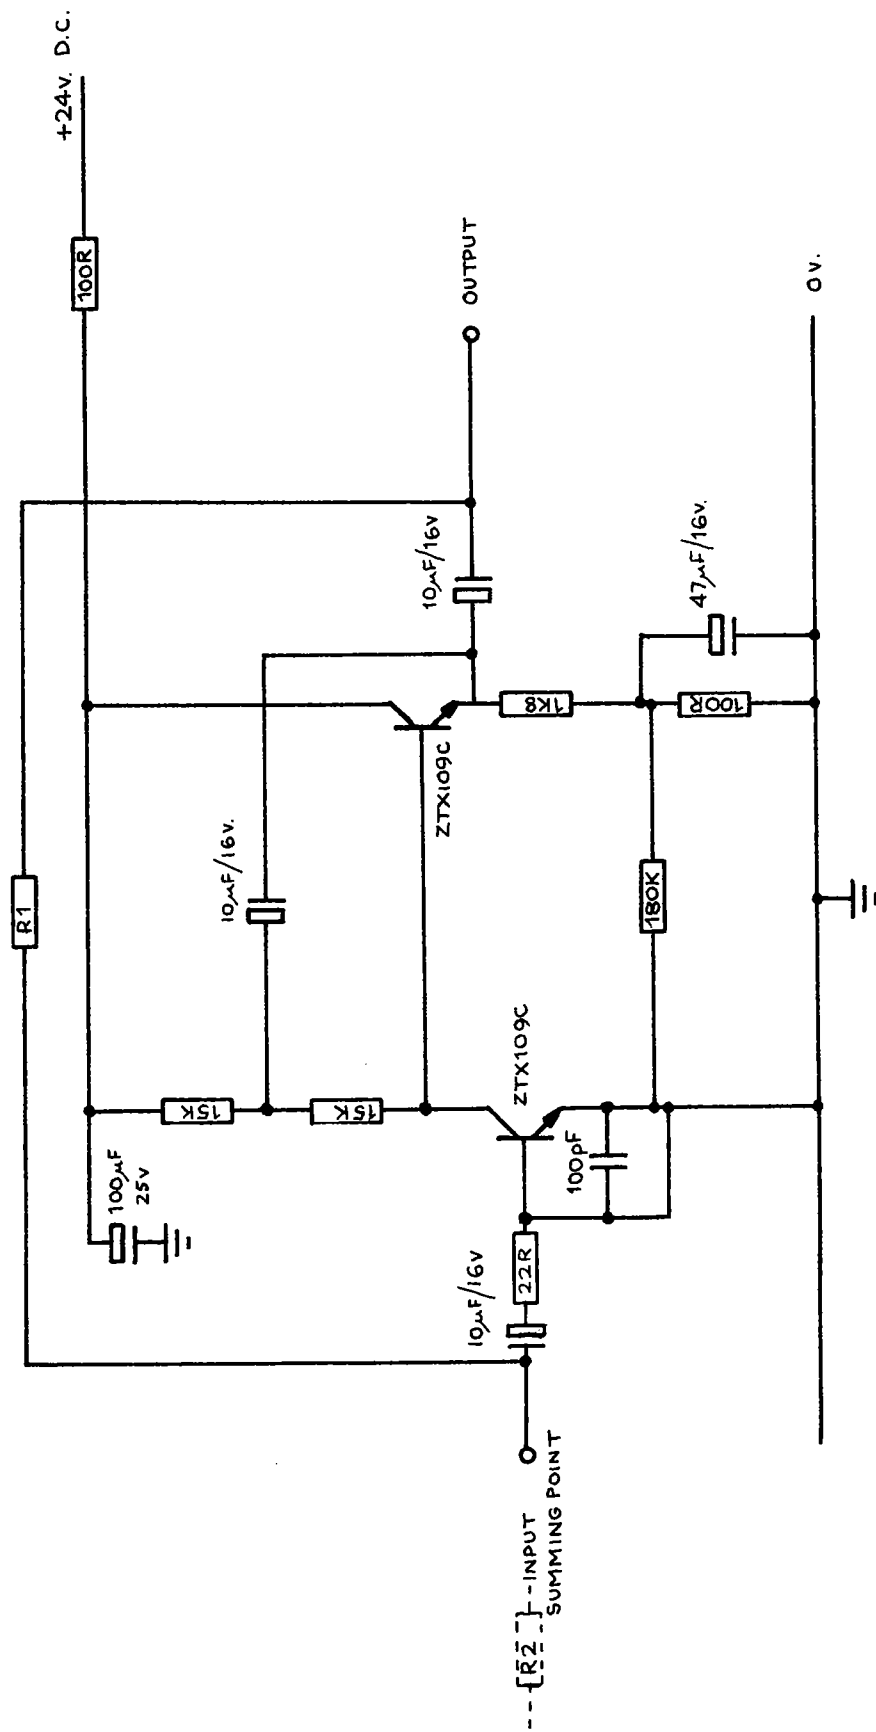 +24v. D.C.
100R
R1
10µF/16v.
10µF/16v
OUTPUT
15K
15K
100µF
25v
ZTX109C
1K8
47µF/16v.
100R
0v.
180K
ZTX109C
100pF
22R
10µF/16v
R2
INPUT
SUMMING POINT